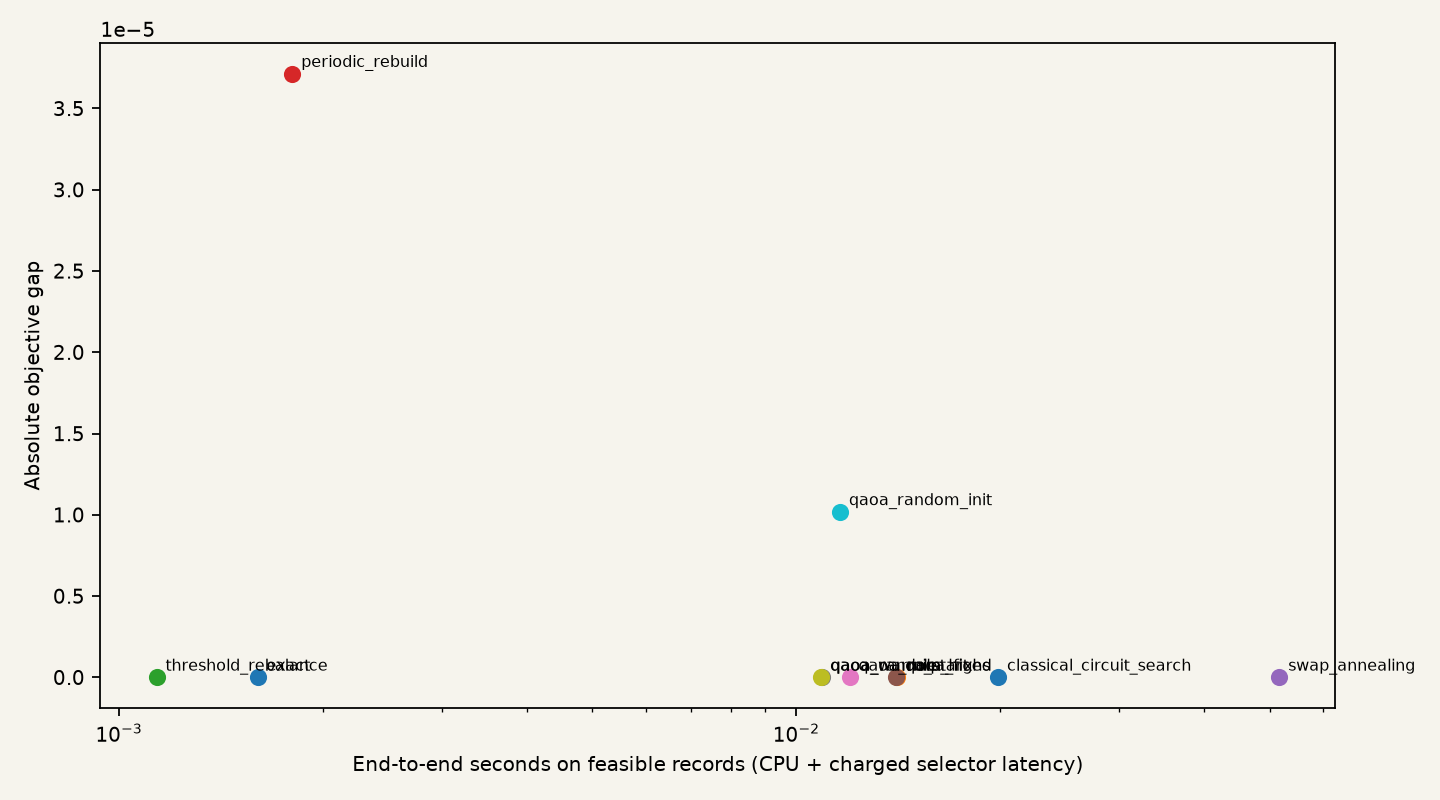 1e−5
periodic_rebuild
3.5
3.0
2.5
2.0
1.5
qaoa_random_init
1.0
0.5
threshold_rebalance
exact
classical_circuit_search
swap_annealing
0.0
10−3
10−2
End-to-end seconds on feasible records (CPU + charged selector latency)
Absolute objective gap